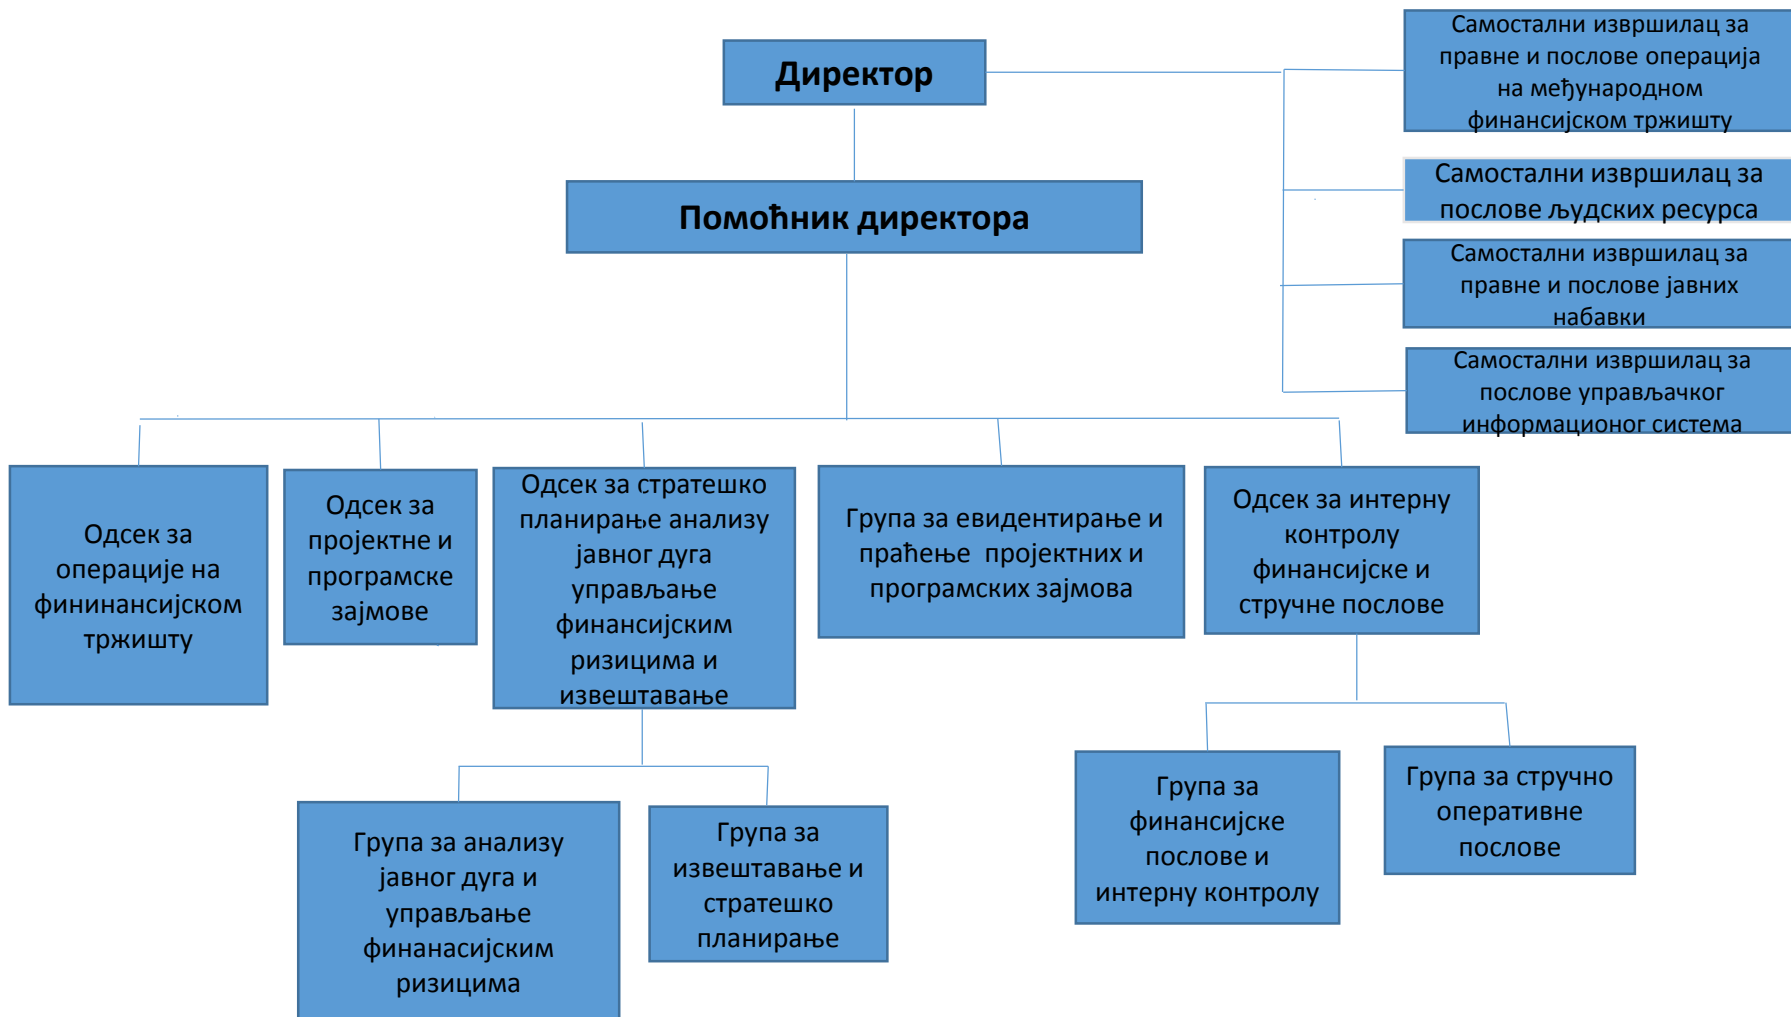 Директор
Помоћник директора
Самостални извршилац за
правне и послове операција
на међународном
финансијском тржишту
Самостални извршилац за
послове људских ресурса
Самостални извршилац за
правне и послове јавних
набавки
Самостални извршилац за
послове управљачког
информационог система
Одсек за
операције на
фининансијском
тржишту
Одсек за
пројектне и
програмске
зајмове
Одсек за стратешко
планирање анализу
јавног дуга
управљање
финансијским
ризицима и
извештавање
Група за евидентирање и
праћење пројектних и
програмских зајмова
Одсек за интерну
контролу
финансијске и
стручне послове
Група за анализу
јавног дуга и
управљање
финанасијским
ризицима
Група за
извештавање и
стратешко
планирање
Група за
финансијске
послове и
интерну контролу
Група за стручно
оперативне
послове